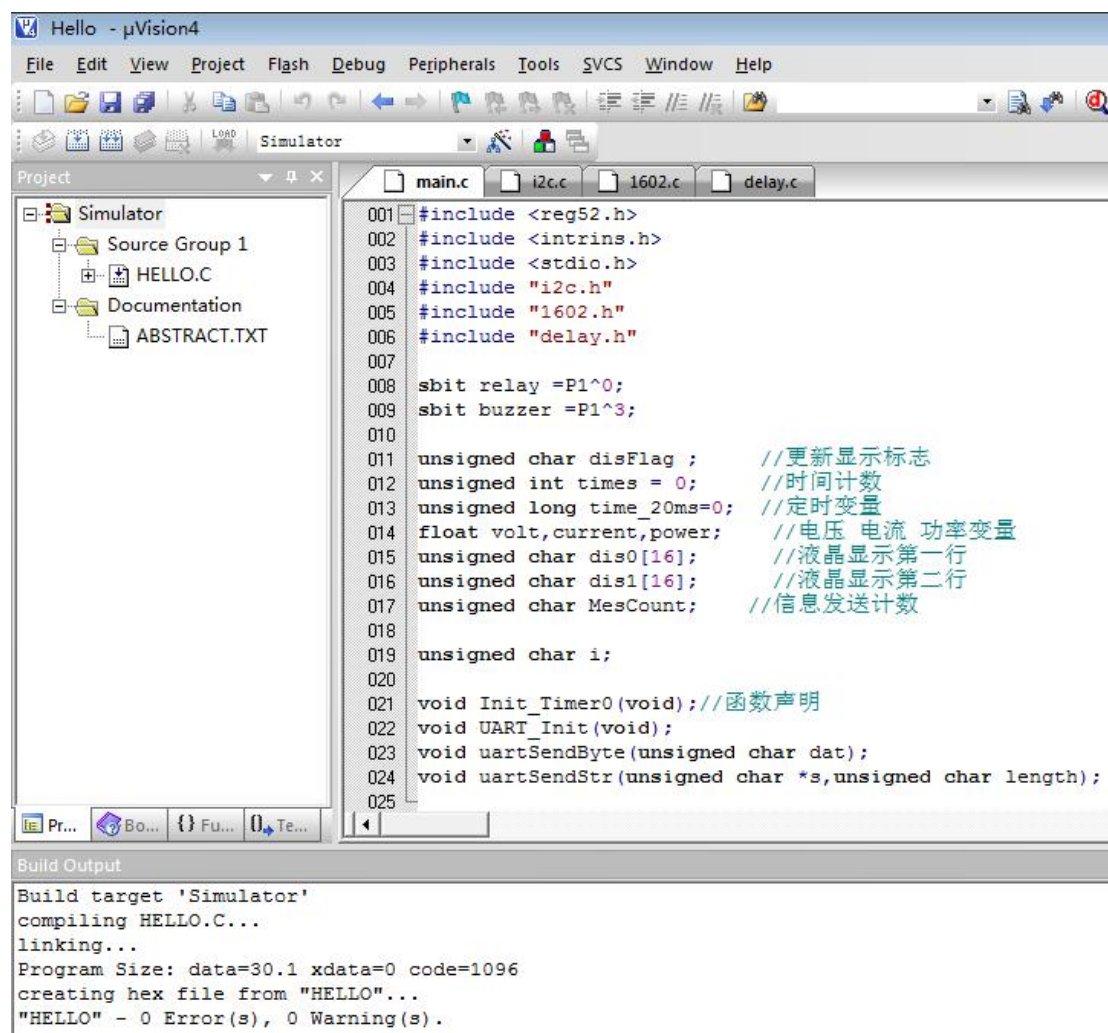 Hello - µVision4
File Edit View Project Flash Debug Peripherals Tools SVCS Window Help
LOAD Simulator
Project
Simulator
Source Group 1
HELLO.C
Documentation
ABSTRACT.TXT
Pr... Bo... {} Fu... Te...
main.c i2c.c 1602.c delay.c
001 #include <reg52.h>
002 #include <intrins.h>
003 #include <stdio.h>
004 #include "i2c.h"
005 #include "1602.h"
006 #include "delay.h"
007
008 sbit relay =P1^0;
009 sbit buzzer =P1^3;
010
011 unsigned char disFlag ; //更新显示标志
012 unsigned int times = 0; //时间计数
013 unsigned long time_20ms=0; //定时变量
014 float volt,current,power; //电压 电流 功率变量
015 unsigned char dis0[16]; //液晶显示第一行
016 unsigned char dis1[16]; //液晶显示第二行
017 unsigned char MesCount; //信息发送计数
018
019 unsigned char i;
020
021 void Init_Timer0(void);//函数声明
022 void UART_Init(void);
023 void uartSendByte(unsigned char dat);
024 void uartSendStr(unsigned char *s,unsigned char length);
025
Build Output
Build target 'Simulator'
compiling HELLO.C...
linking...
Program Size: data=30.1 xdata=0 code=1096
creating hex file from "HELLO"...
"HELLO" - 0 Error(s), 0 Warning(s).